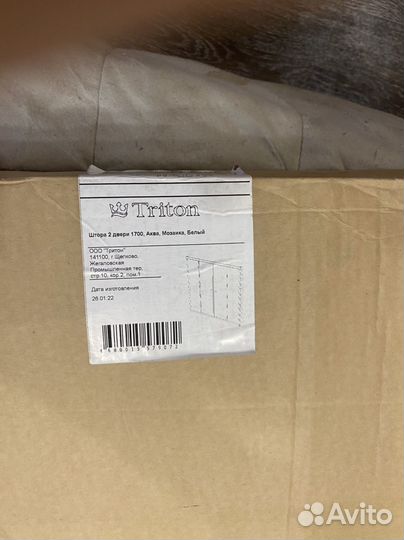 Triton
Штора 2 двери 1700, Аква, Мозаика, Белый
ООО "Тритон"
141100, г.Щелково,
Жегаловская
Промышленная тер,
стр.10, кор.2, пом.1
Дата изготовления
26.01.22
Avito